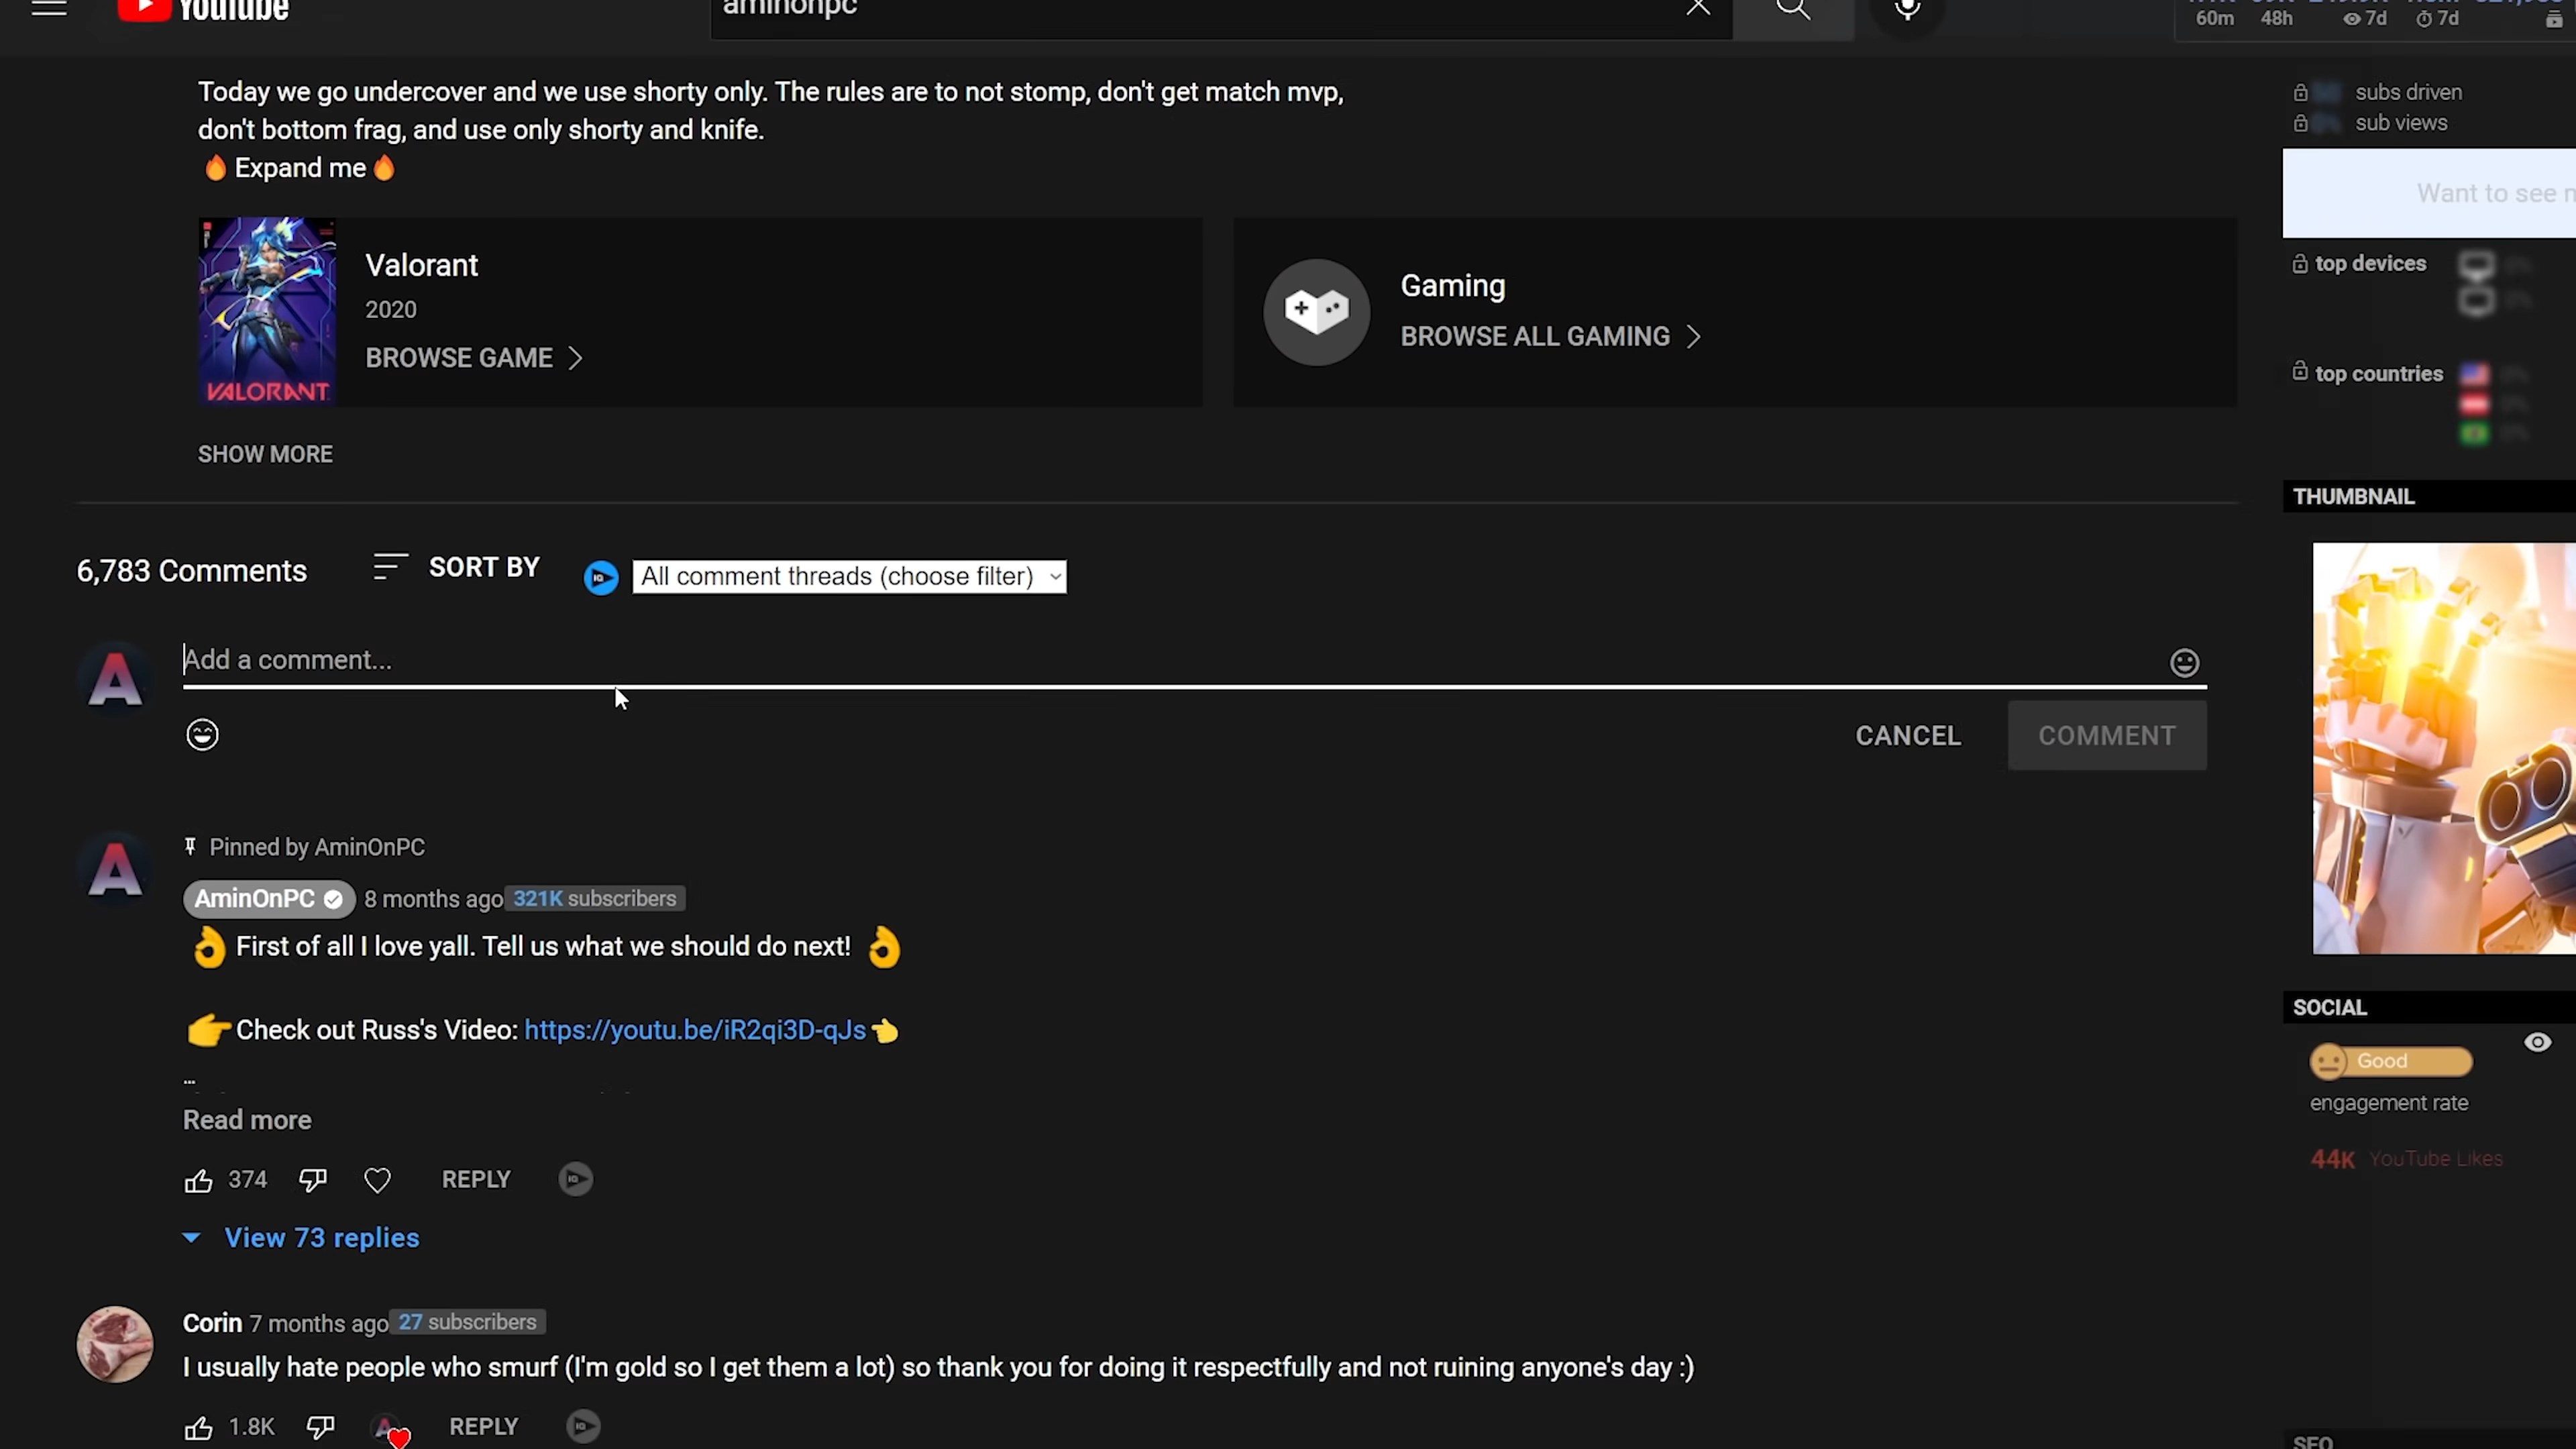 YouTube
aminonpc
60m 48h 7d 7d
Today we go undercover and we use shorty only. The rules are to not stomp, don't get match mvp,
don't bottom frag, and use only shorty and knife.
🔥 Expand me🔥
VALORANT
Valorant
2020
BROWSE GAME
Gaming
BROWSE ALL GAMING
SHOW MORE
6,783 Comments
SORT BY
All comment threads (choose filter)
A
Add a comment...
CANCEL
COMMENT
A
Pinned by AminOnPC
AminOnPC 8 months ago 321K subscribers
👌 First of all I love yall. Tell us what we should do next! 👌
👉Check out Russ's Video: https://youtu.be/iR2qi3D-qJs👈
...
Read more
374
REPLY
View 73 replies
Corin 7 months ago 27 subscribers
I usually hate people who smurf (I'm gold so I get them a lot) so thank you for doing it respectfully and not ruining anyone's day :)
1.8K
A
REPLY
subs driven
sub views
Want to see
top devices
top countries
THUMBNAIL
SOCIAL
Good
engagement rate
44K YouTube Likes
SEO